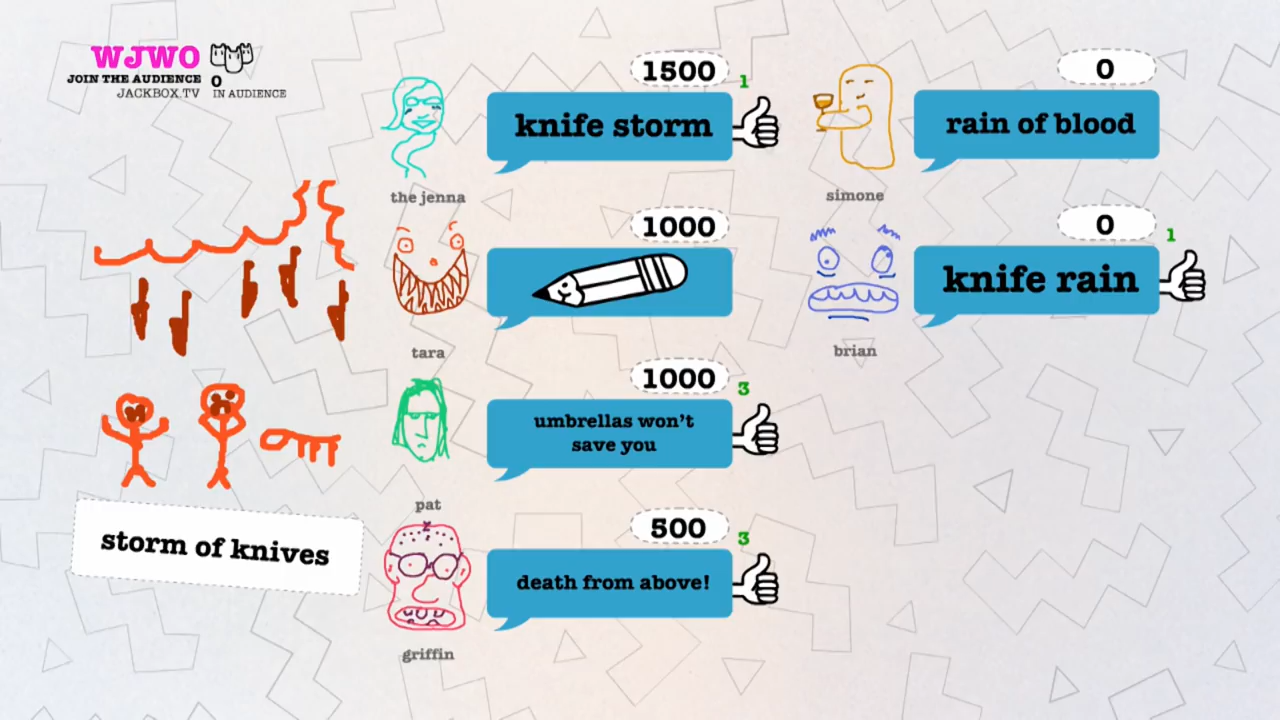 WJWO
JOIN THE AUDIENCE
JACKBOX.TV
0
IN AUDIENCE
1500
1
knife storm
the jenna
0
rain of blood
simone
1000
tara
0
1
knife rain
brian
1000
3
umbrellas won't
save you
pat
500
3
death from above!
griffin
storm of knives